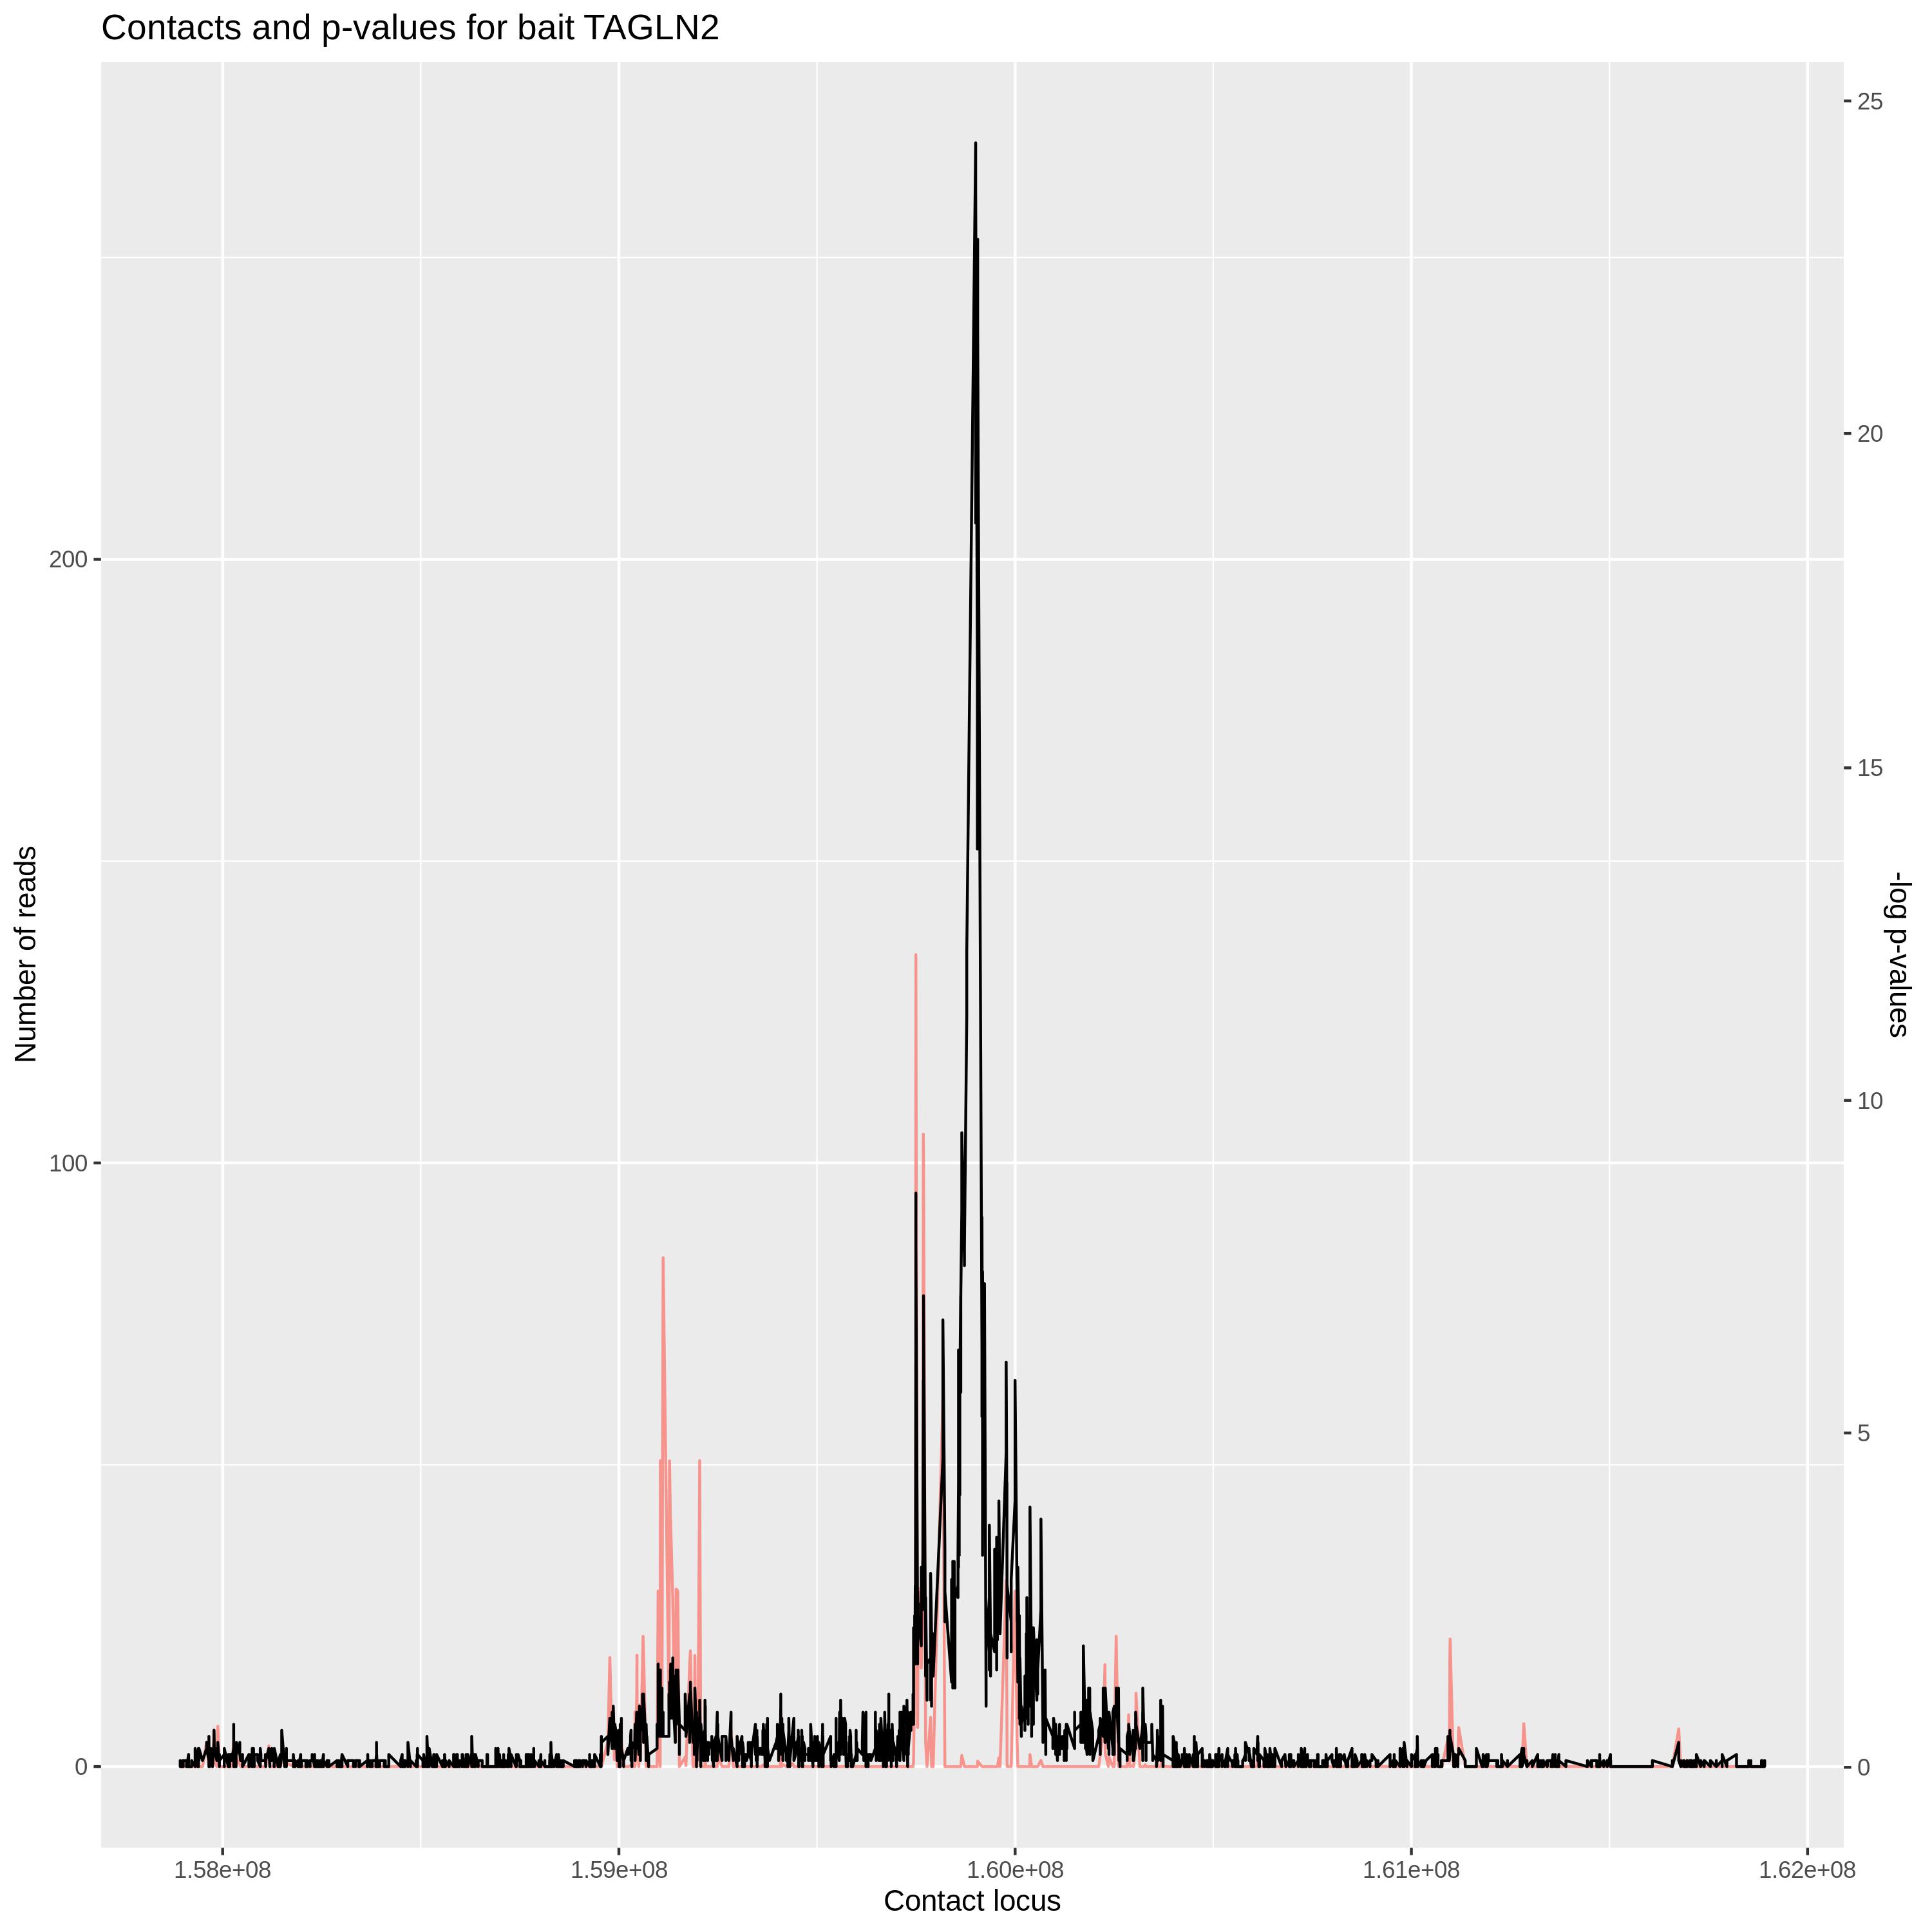 Contacts and p-values for bait TAGLN2
Number of reads
200
100
0
25
20
15
10
5
0
-log p-values
1.58e+08
1.59e+08
1.60e+08
1.61e+08
1.62e+08
Contact locus